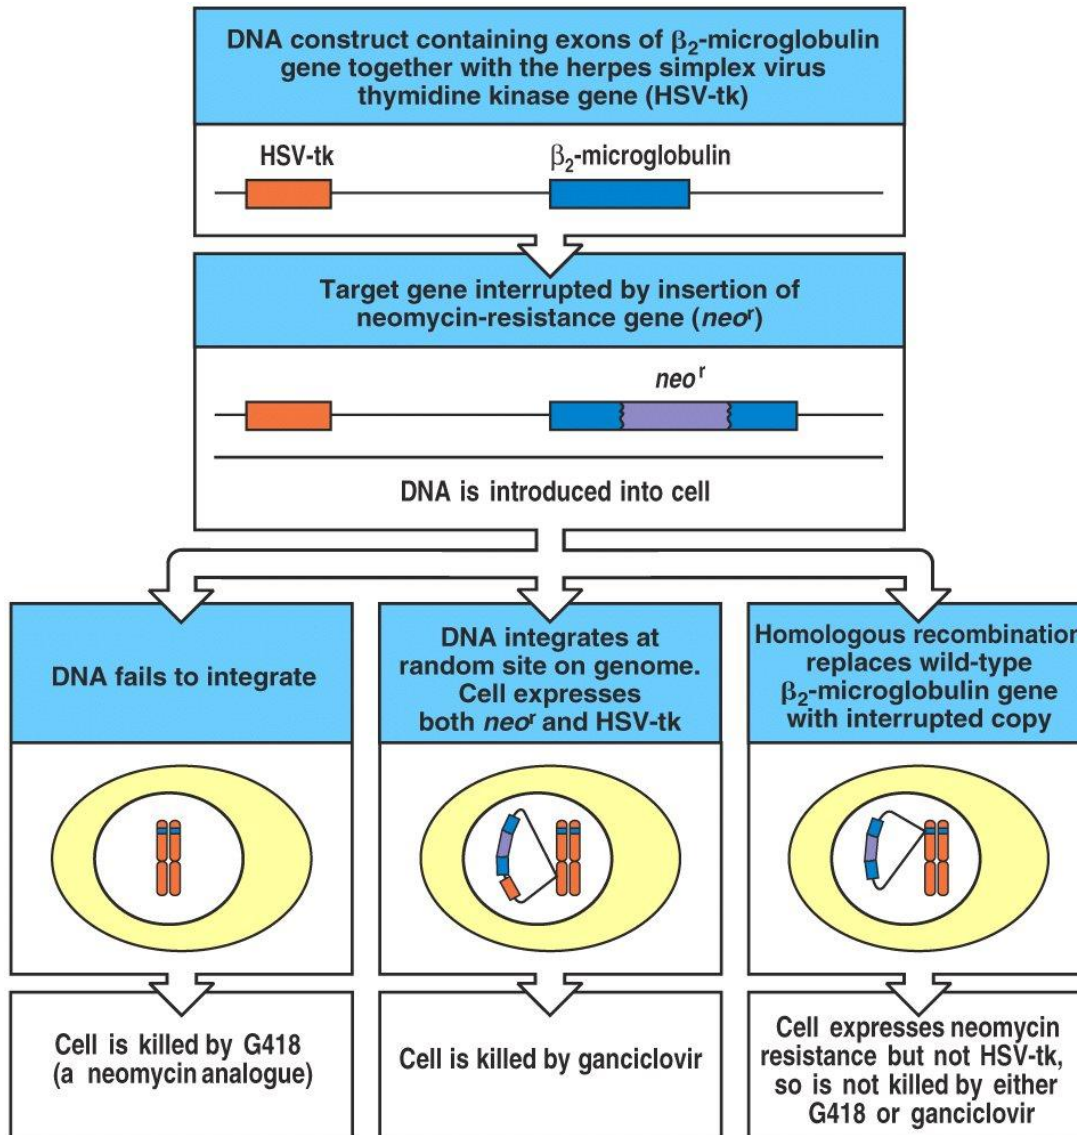 DNA construct containing exons of β₂-microglobulin
gene together with the herpes simplex virus
thymidine kinase gene (HSV-tk)
HSV-tk
β₂-microglobulin
Target gene interrupted by insertion of
neomycin-resistance gene (neoʳ)
neoʳ
DNA is introduced into cell
DNA fails to integrate
DNA integrates at
random site on genome.
Cell expresses
both neoʳ and HSV-tk
Homologous recombination
replaces wild-type
β₂-microglobulin gene
with interrupted copy
Cell is killed by G418
(a neomycin analogue)
Cell is killed by ganciclovir
Cell expresses neomycin
resistance but not HSV-tk,
so is not killed by either
G418 or ganciclovir